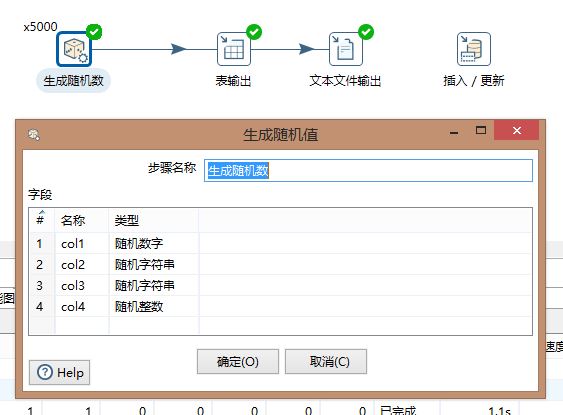 x5000
生成随机数
表输出
文本文件输出
插入 / 更新
生成随机值
步骤名称 生成随机数
字段
# 名称 类型
1 col1 随机数字
2 col2 随机字符串
3 col3 随机字符串
4 col4 随机整数
能图
速度
确定(O) 取消(C)
Help
1 1 0 0 0 0 已完成 1.1s